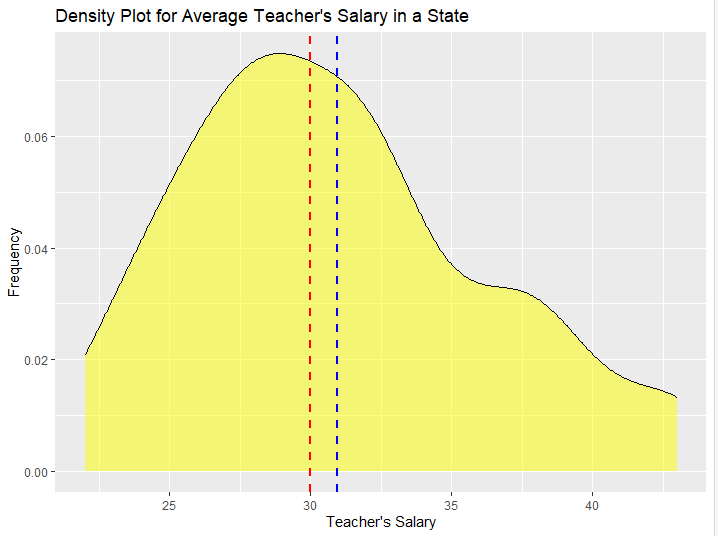 Density Plot for Average Teacher's Salary in a State
Frequency
0.06
0.04
0.02
0.00
25 30 35 40
Teacher's Salary